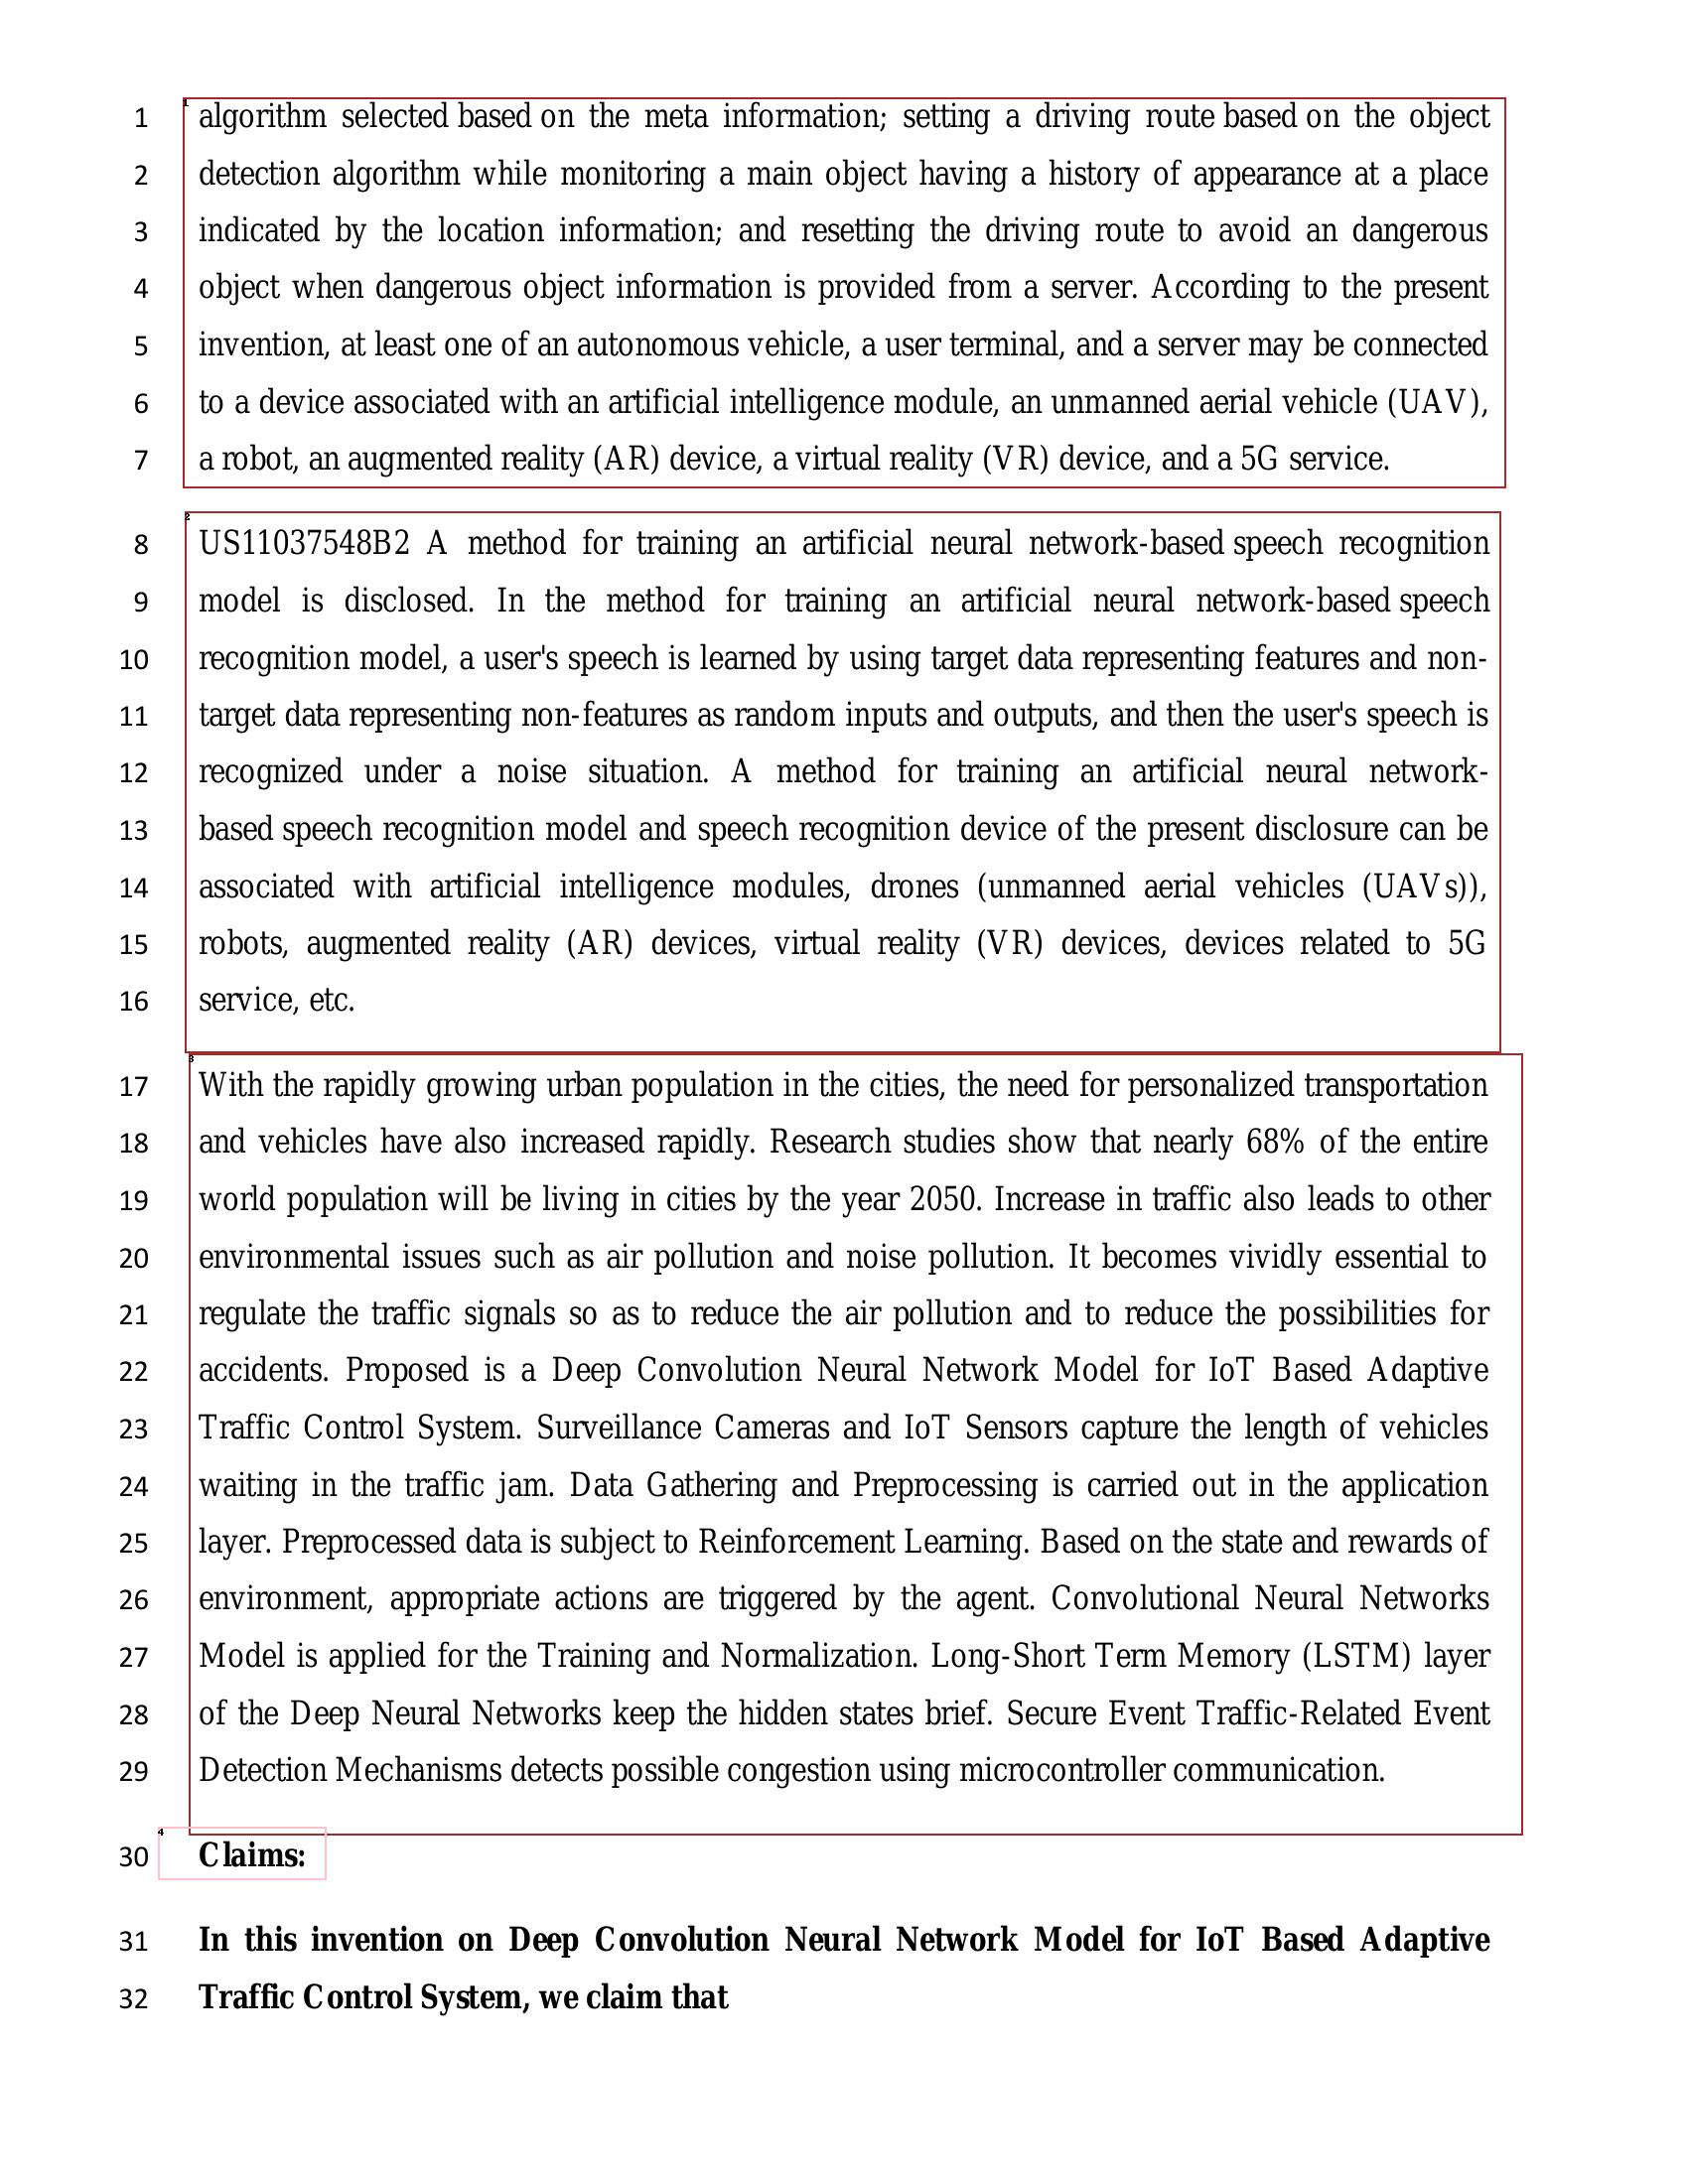 1 algorithm selected based on the meta information; setting a driving route based on the object
2 detection algorithm while monitoring a main object having a history of appearance at a place
3 indicated by the location information; and resetting the driving route to avoid an dangerous
4 object when dangerous object information is provided from a server. According to the present
5 invention, at least one of an autonomous vehicle, a user terminal, and a server may be connected
6 to a device associated with an artificial intelligence module, an unmanned aerial vehicle (UAV),
7 a robot, an augmented reality (AR) device, a virtual reality (VR) device, and a 5G service.
8 US11037548B2 A method for training an artificial neural network-based speech recognition
9 model is disclosed. In the method for training an artificial neural network-based speech
10 recognition model, a user's speech is learned by using target data representing features and non-
11 target data representing non-features as random inputs and outputs, and then the user's speech is
12 recognized under a noise situation. A method for training an artificial neural network-
13 based speech recognition model and speech recognition device of the present disclosure can be
14 associated with artificial intelligence modules, drones (unmanned aerial vehicles (UAVs)),
15 robots, augmented reality (AR) devices, virtual reality (VR) devices, devices related to 5G
16 service, etc.
17 With the rapidly growing urban population in the cities, the need for personalized transportation
18 and vehicles have also increased rapidly. Research studies show that nearly 68% of the entire
19 world population will be living in cities by the year 2050. Increase in traffic also leads to other
20 environmental issues such as air pollution and noise pollution. It becomes vividly essential to
21 regulate the traffic signals so as to reduce the air pollution and to reduce the possibilities for
22 accidents. Proposed is a Deep Convolution Neural Network Model for IoT Based Adaptive
23 Traffic Control System. Surveillance Cameras and IoT Sensors capture the length of vehicles
24 waiting in the traffic jam. Data Gathering and Preprocessing is carried out in the application
25 layer. Preprocessed data is subject to Reinforcement Learning. Based on the state and rewards of
26 environment, appropriate actions are triggered by the agent. Convolutional Neural Networks
27 Model is applied for the Training and Normalization. Long-Short Term Memory (LSTM) layer
28 of the Deep Neural Networks keep the hidden states brief. Secure Event Traffic-Related Event
29 Detection Mechanisms detects possible congestion using microcontroller communication.
30 Claims:
31 In this invention on Deep Convolution Neural Network Model for IoT Based Adaptive
32 Traffic Control System, we claim that